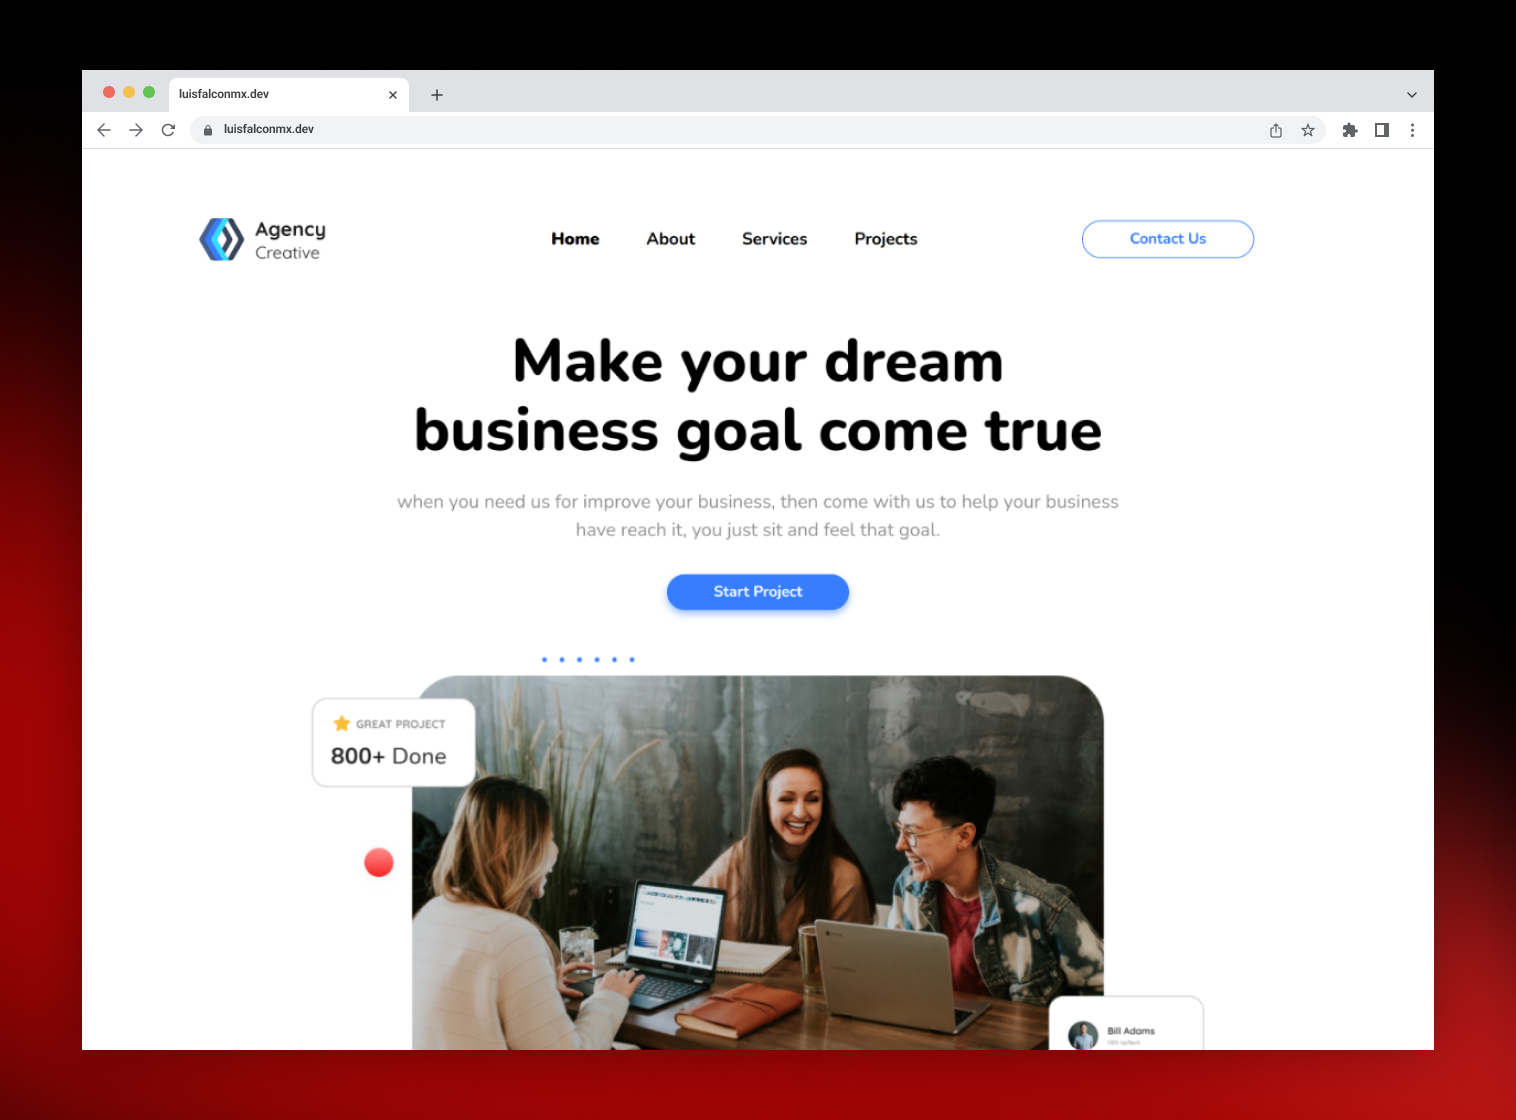 luisfalconmx.dev
luisfalconmx.dev
Agency
Creative
Home About Services Projects
Contact Us
Make your dream
business goal come true
when you need us for improve your business, then come with us to help your business
have reach it, you just sit and feel that goal.
Start Project
GREAT PROJECT
800+ Done
Bill Adams
CEO UpTech